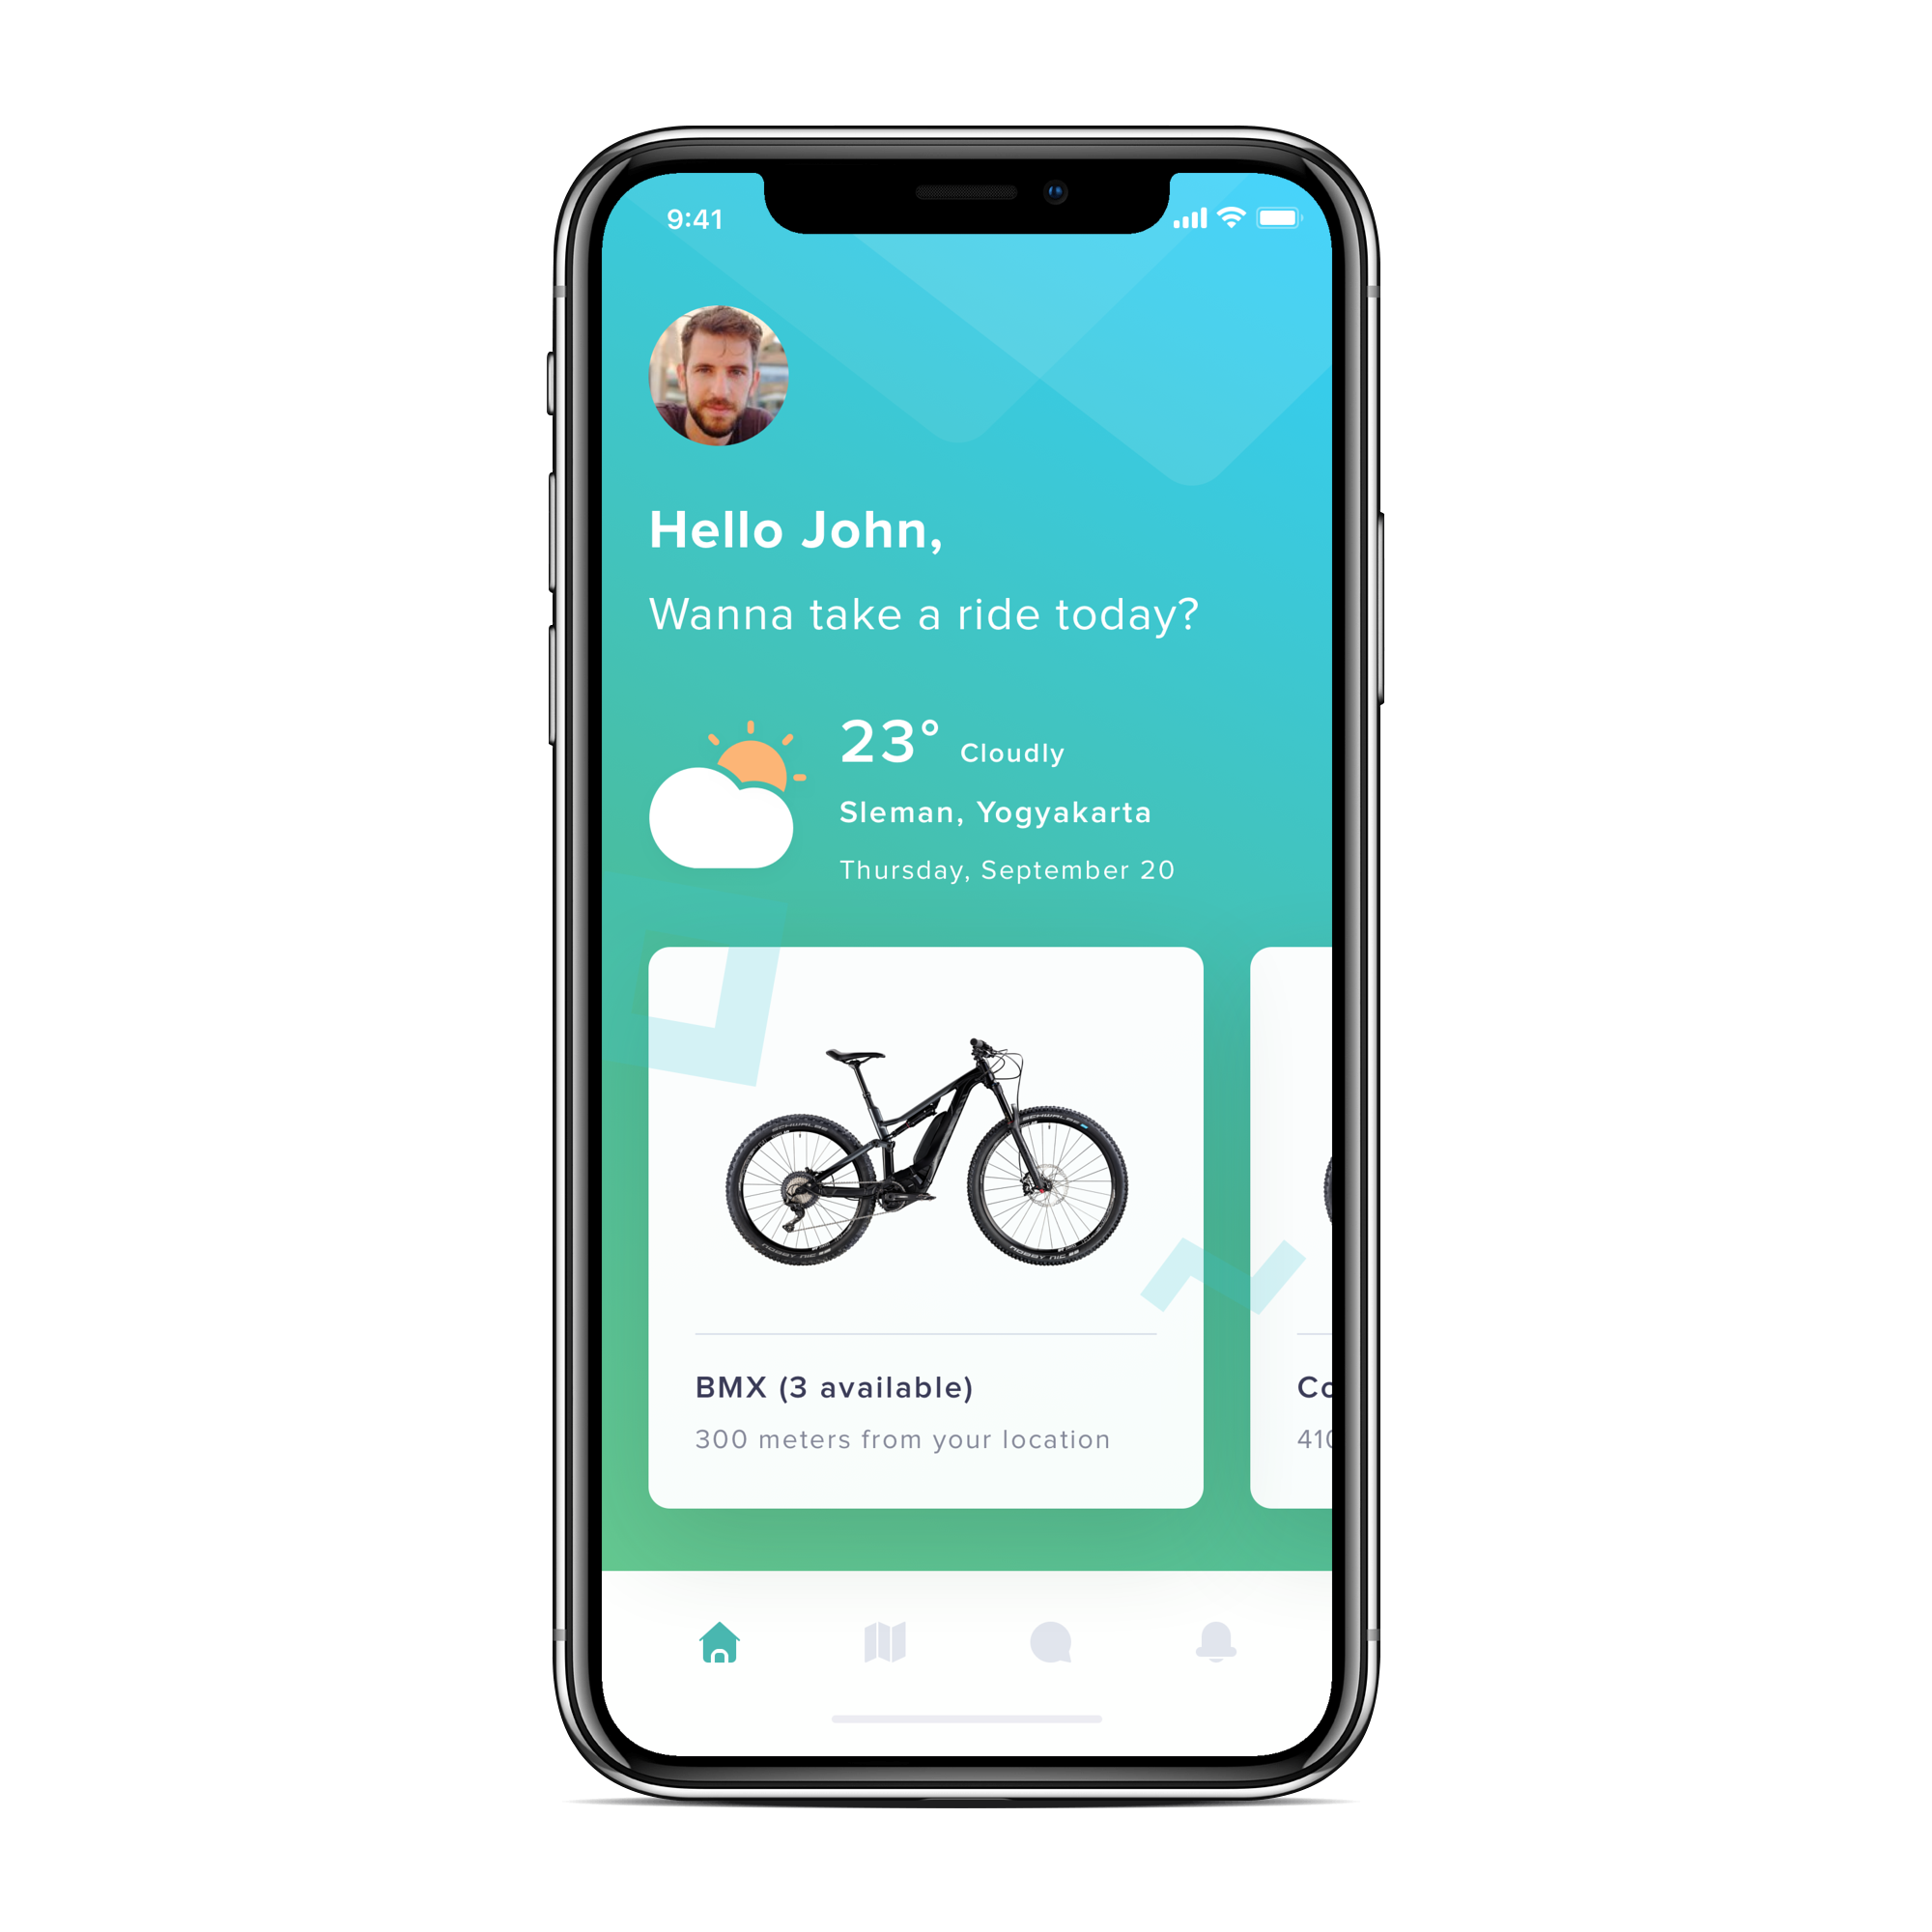 9:41
Hello John,
Wanna take a ride today?
23° Cloudly
Sleman, Yogyakarta
Thursday, September 20
BMX (3 available)
300 meters from your location
Co
410